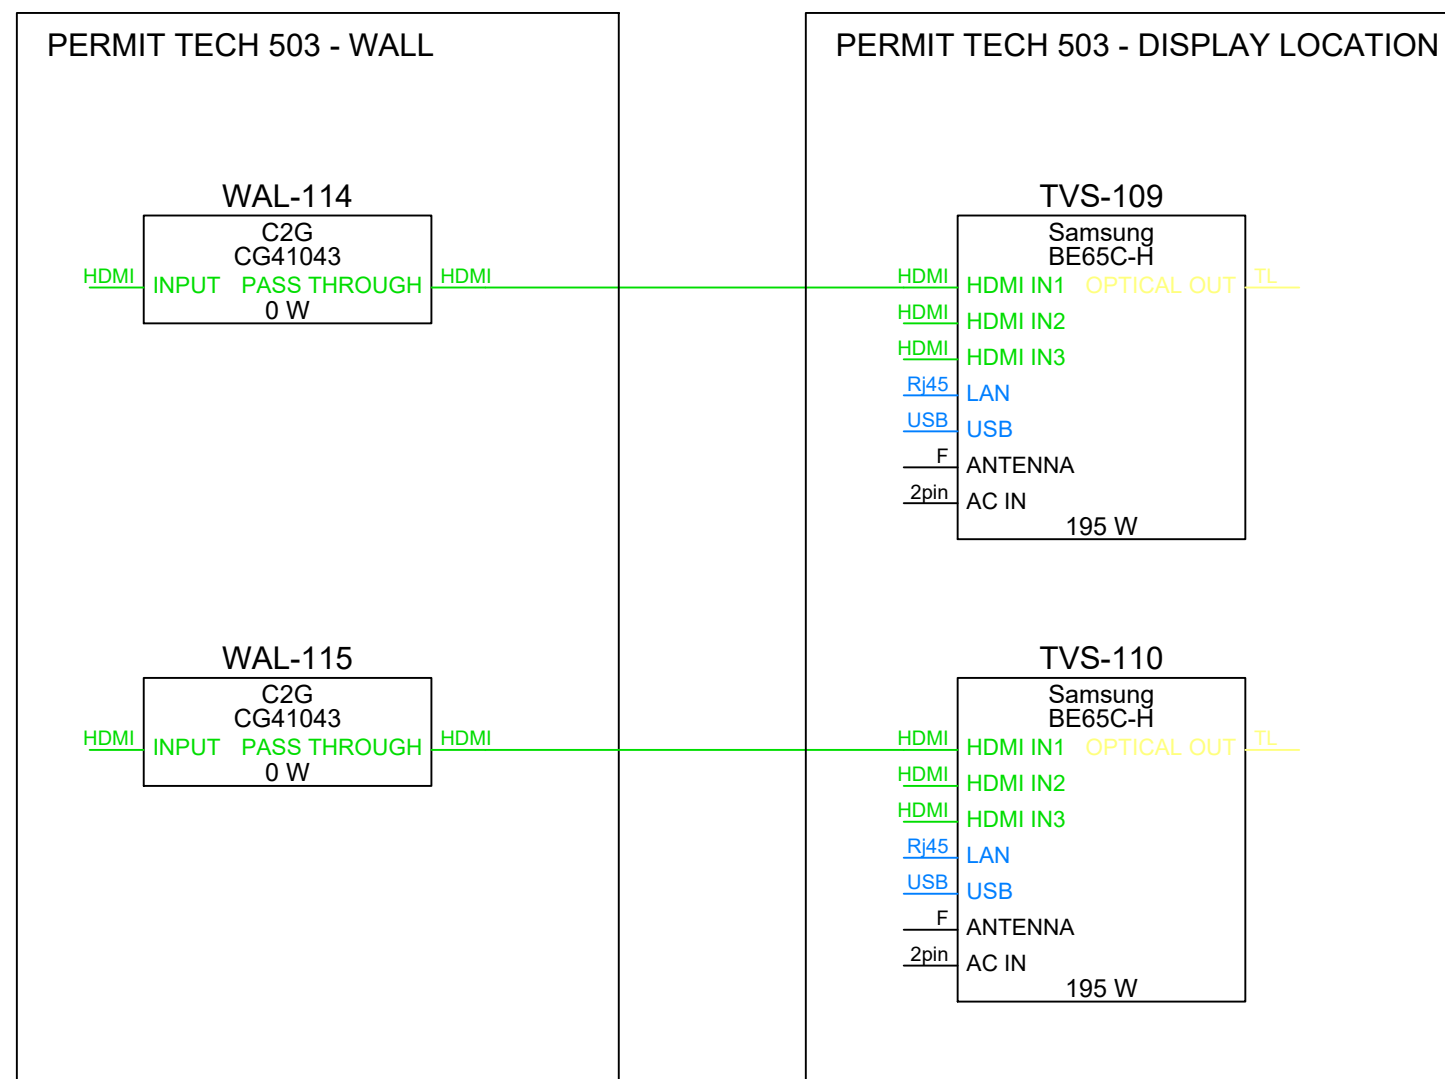 PERMIT TECH 503 - WALL
WAL-114
C2G
CG41043
HDMI INPUT PASS THROUGH HDMI
0 W
WAL-115
C2G
CG41043
HDMI INPUT PASS THROUGH HDMI
0 W
PERMIT TECH 503 - DISPLAY LOCATION
TVS-109
Samsung
BE65C-H
HDMI HDMI IN1 OPTICAL OUT TL
HDMI HDMI IN2
HDMI HDMI IN3
Rj45 LAN
USB USB
F ANTENNA
2pin AC IN
195 W
TVS-110
Samsung
BE65C-H
HDMI HDMI IN1 OPTICAL OUT TL
HDMI HDMI IN2
HDMI HDMI IN3
Rj45 LAN
USB USB
F ANTENNA
2pin AC IN
195 W